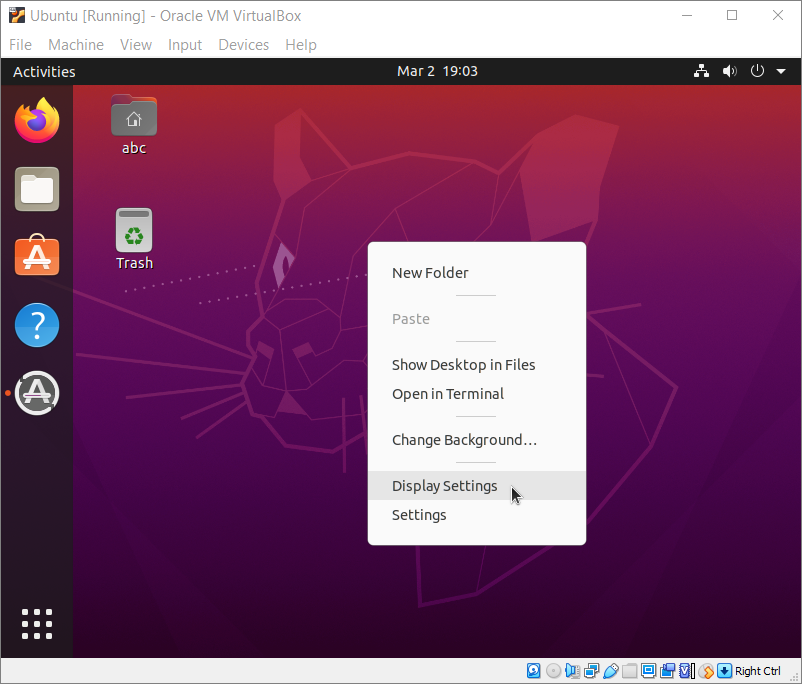 Ubuntu [Running] - Oracle VM VirtualBox
File Machine View Input Devices Help
Activities Mar 2 19:03
abc
Trash
New Folder
Paste
Show Desktop in Files
Open in Terminal
Change Background…
Display Settings
Settings
Right Ctrl